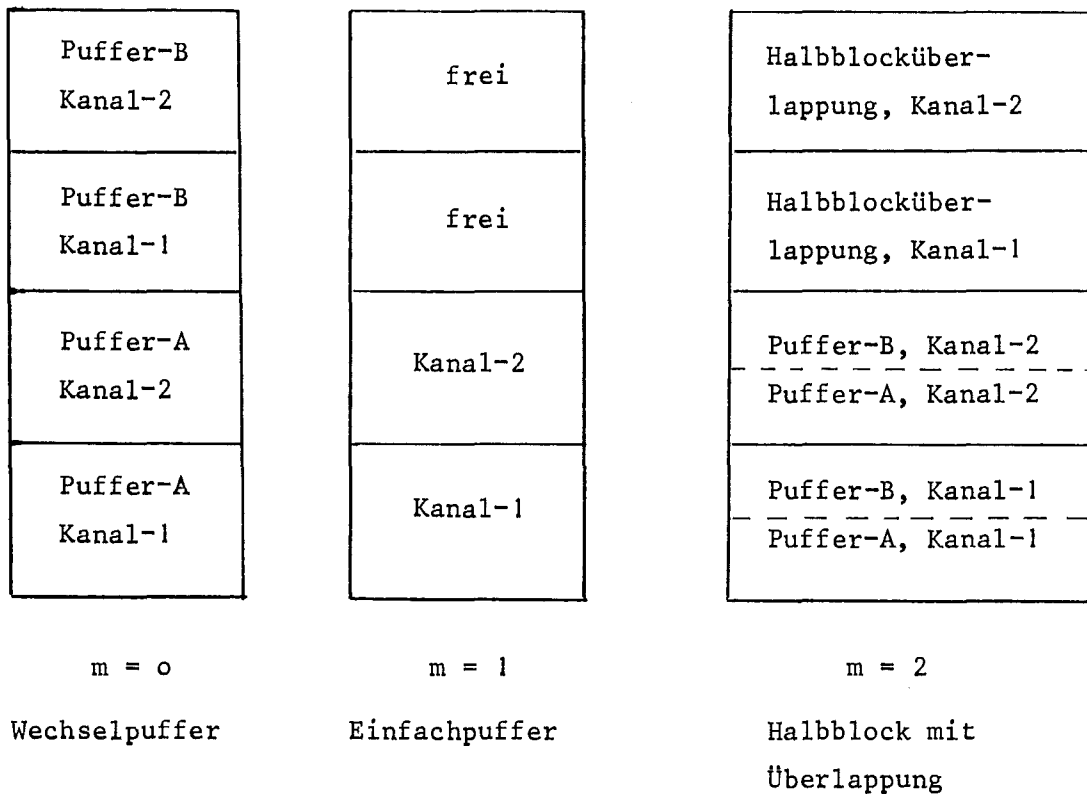 Puffer-B
Kanal-2
Puffer-B
Kanal-1
Puffer-A
Kanal-2
Puffer-A
Kanal-1
m = o
Wechselpuffer
frei
frei
Kanal-2
Kanal-1
m = 1
Einfachpuffer
Halbblocküber-
lappung, Kanal-2
Halbblocküber-
lappung, Kanal-1
Puffer-B, Kanal-2
Puffer-A, Kanal-2
Puffer-B, Kanal-1
Puffer-A, Kanal-1
m = 2
Halbblock mit
Überlappung